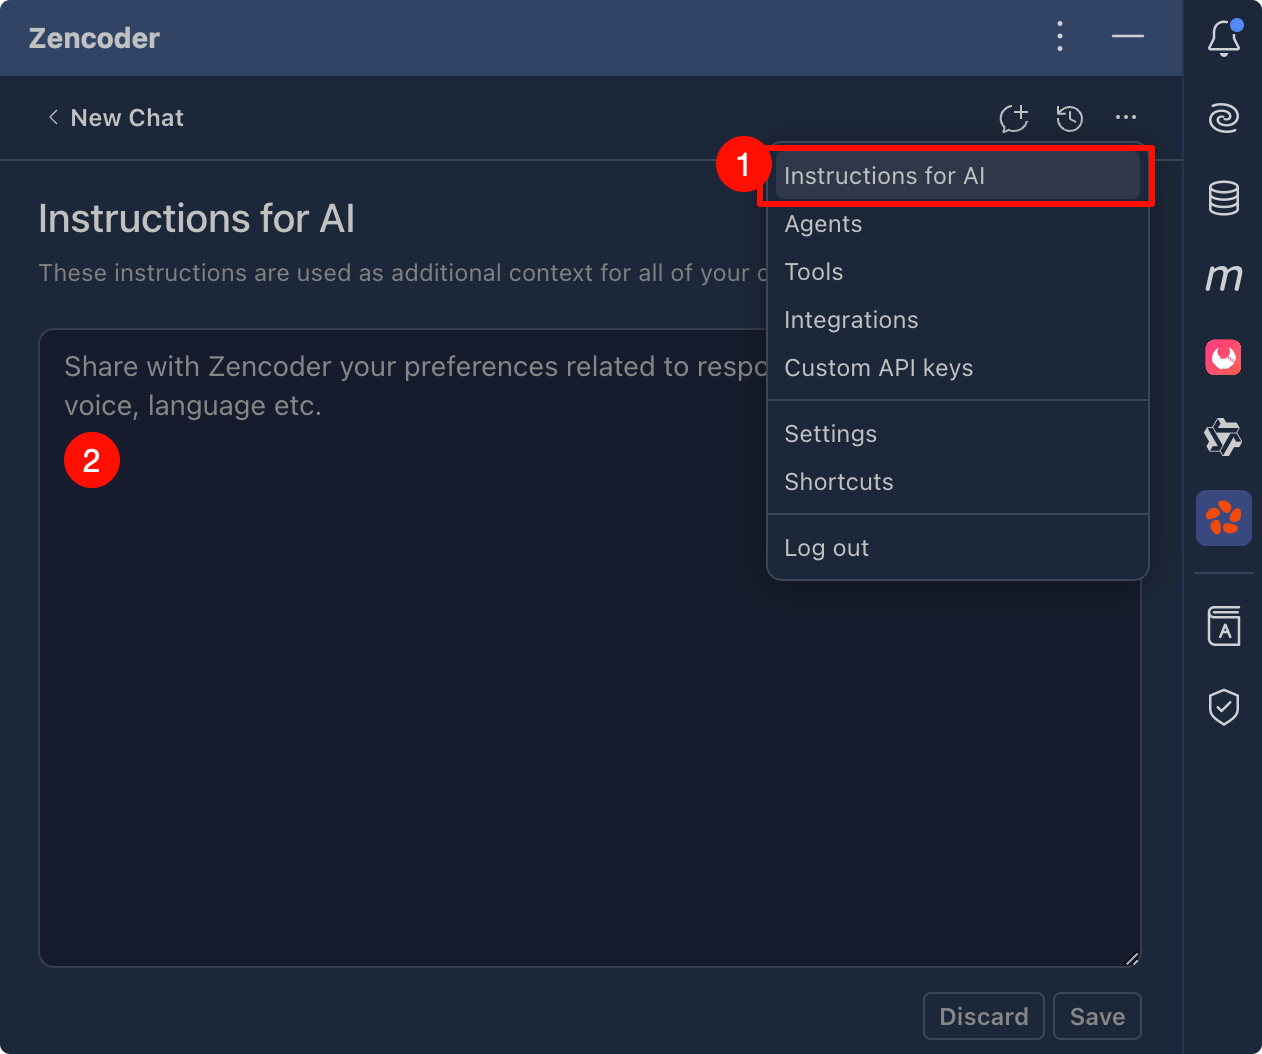 Zencoder
New Chat
1
Instructions for AI
Agents
Tools
Integrations
Custom API keys
Settings
Shortcuts
Log out
Instructions for AI
These instructions are used as additional context for all of your
Share with Zencoder your preferences related to respo
voice, language etc.
2
Discard
Save
m
A